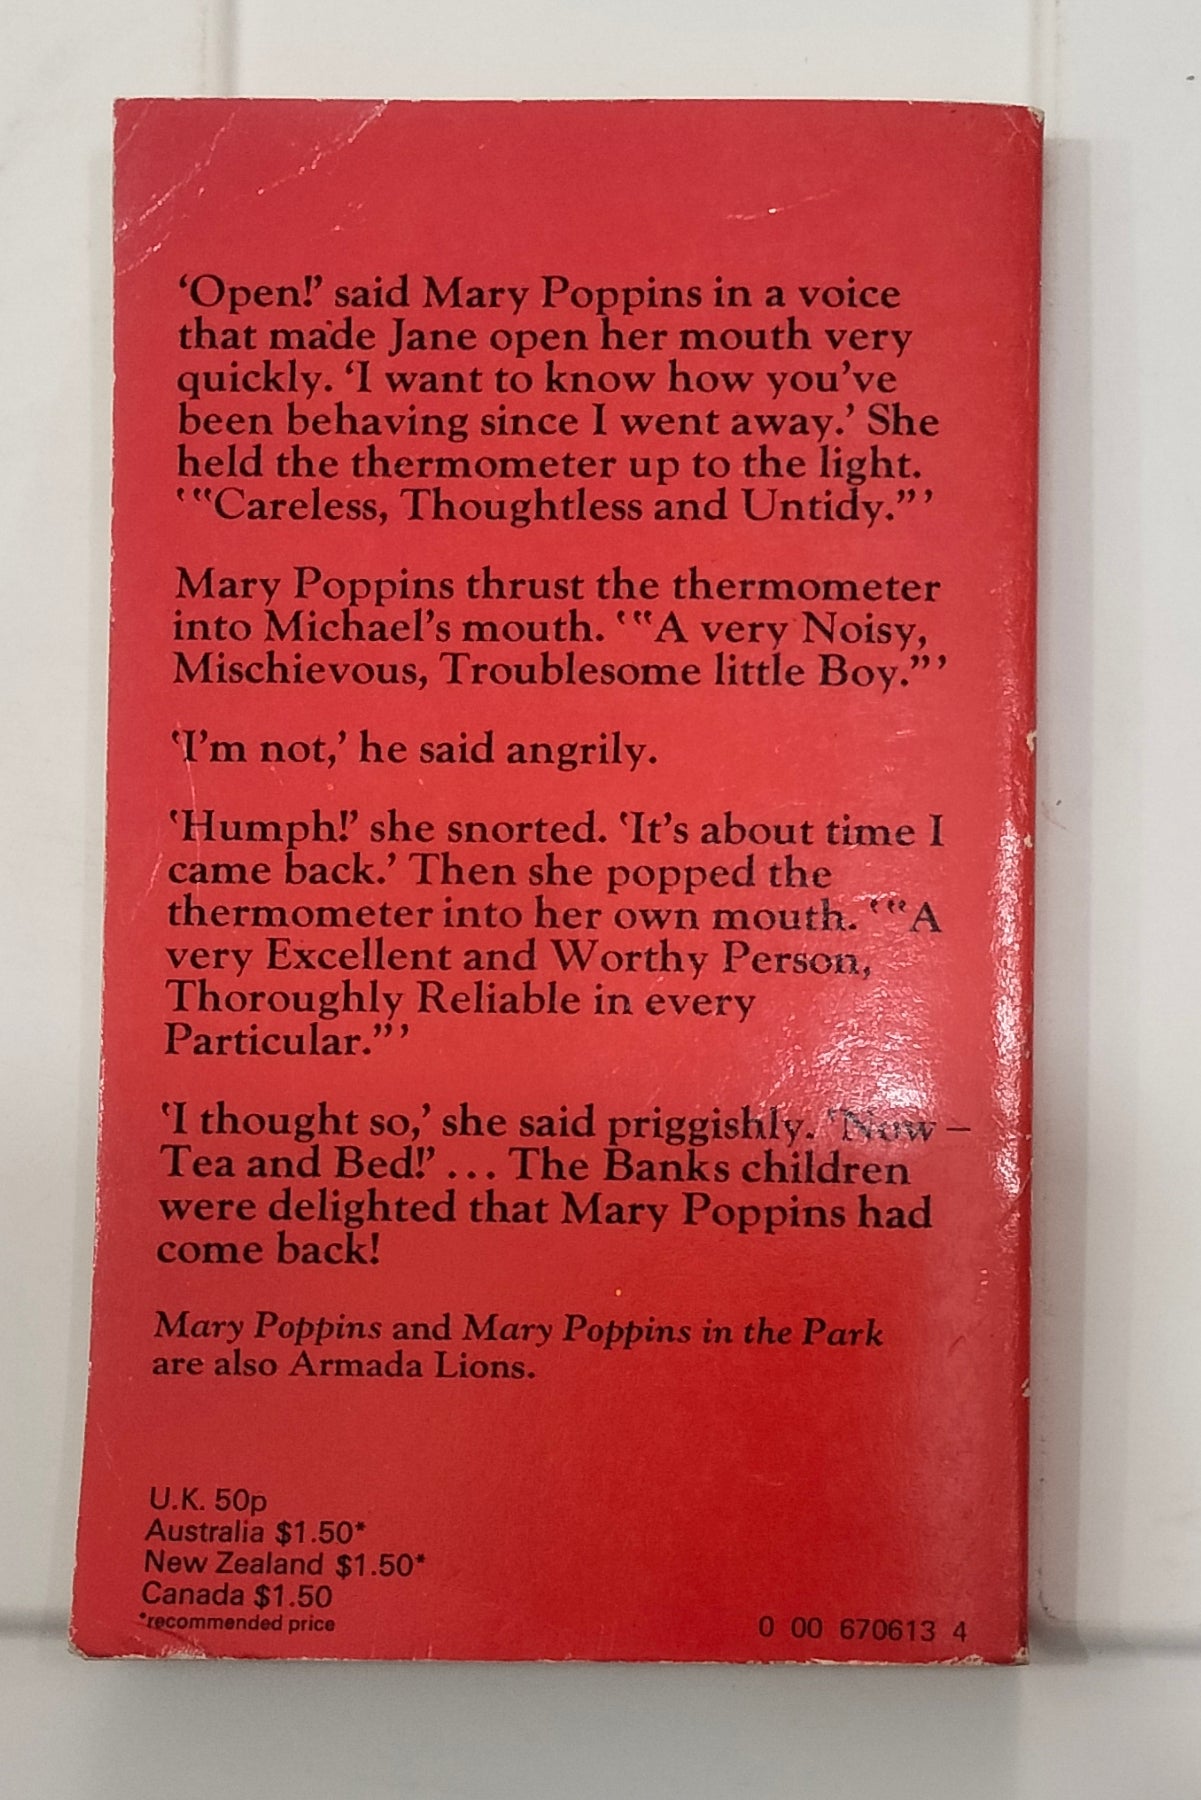 ‘Open!’ said Mary Poppins in a voice
that made Jane open her mouth very
quickly. ‘I want to know how you’ve
been behaving since I went away.’ She
held the thermometer up to the light.
‘“Careless, Thoughtless and Untidy.”’
Mary Poppins thrust the thermometer
into Michael’s mouth. ‘“A very Noisy,
Mischievous, Troublesome little Boy.”’
‘I’m not,’ he said angrily.
‘Humph!’ she snorted. ‘It’s about time I
came back.’ Then she popped the
thermometer into her own mouth. ‘“A
very Excellent and Worthy Person,
Thoroughly Reliable in every
Particular.”’
‘I thought so,’ she said priggishly. ‘Now –
Tea and Bed!’ ... The Banks children
were delighted that Mary Poppins had
come back!
Mary Poppins and Mary Poppins in the Park
are also Armada Lions.
U.K. 50p
Australia $1.50*
New Zealand $1.50*
Canada $1.50
*recommended price
0 00 670613 4